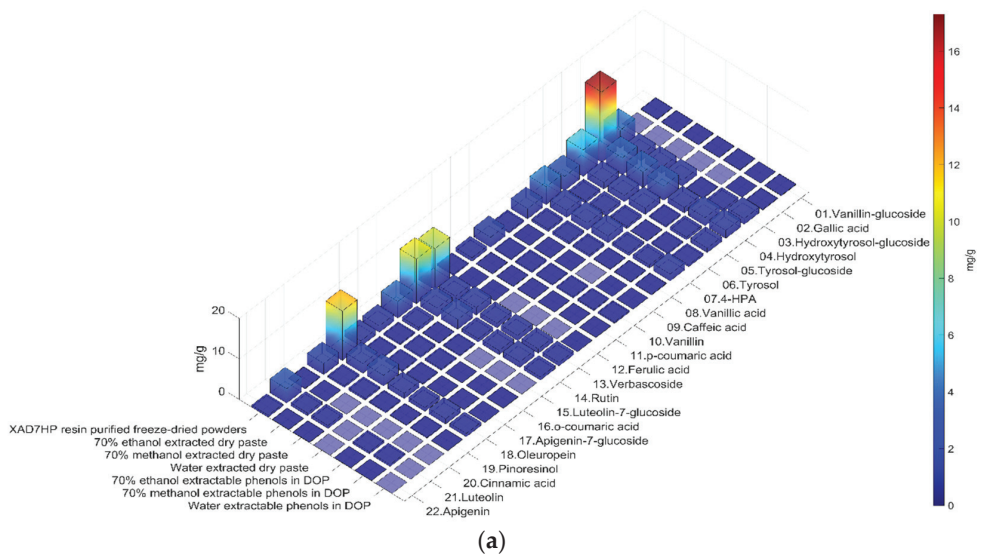 16
14
12
10
8
6
4
2
0
mg/g
20
10
0
mg/g
01.Vanillin-glucoside
02.Gallic acid
03.Hydroxytyrosol-glucoside
04.Hydroxytyrosol
05.Tyrosol-glucoside
06.Tyrosol
07.4-HPA
08.Vanillic acid
09.Caffeic acid
10.Vanillin
11.p-coumaric acid
12.Ferulic acid
13.Verbascoside
14.Rutin
15.Luteolin-7-glucoside
16.o-coumaric acid
17.Apigenin-7-glucoside
18.Oleuropein
19.Pinoresinol
20.Cinnamic acid
21.Luteolin
22.Apigenin
XAD7HP resin purified freeze-dried powders
70% ethanol extracted dry paste
70% methanol extracted dry paste
Water extracted dry paste
70% ethanol extractable phenols in DOP
70% methanol extractable phenols in DOP
Water extractable phenols in DOP
(a)